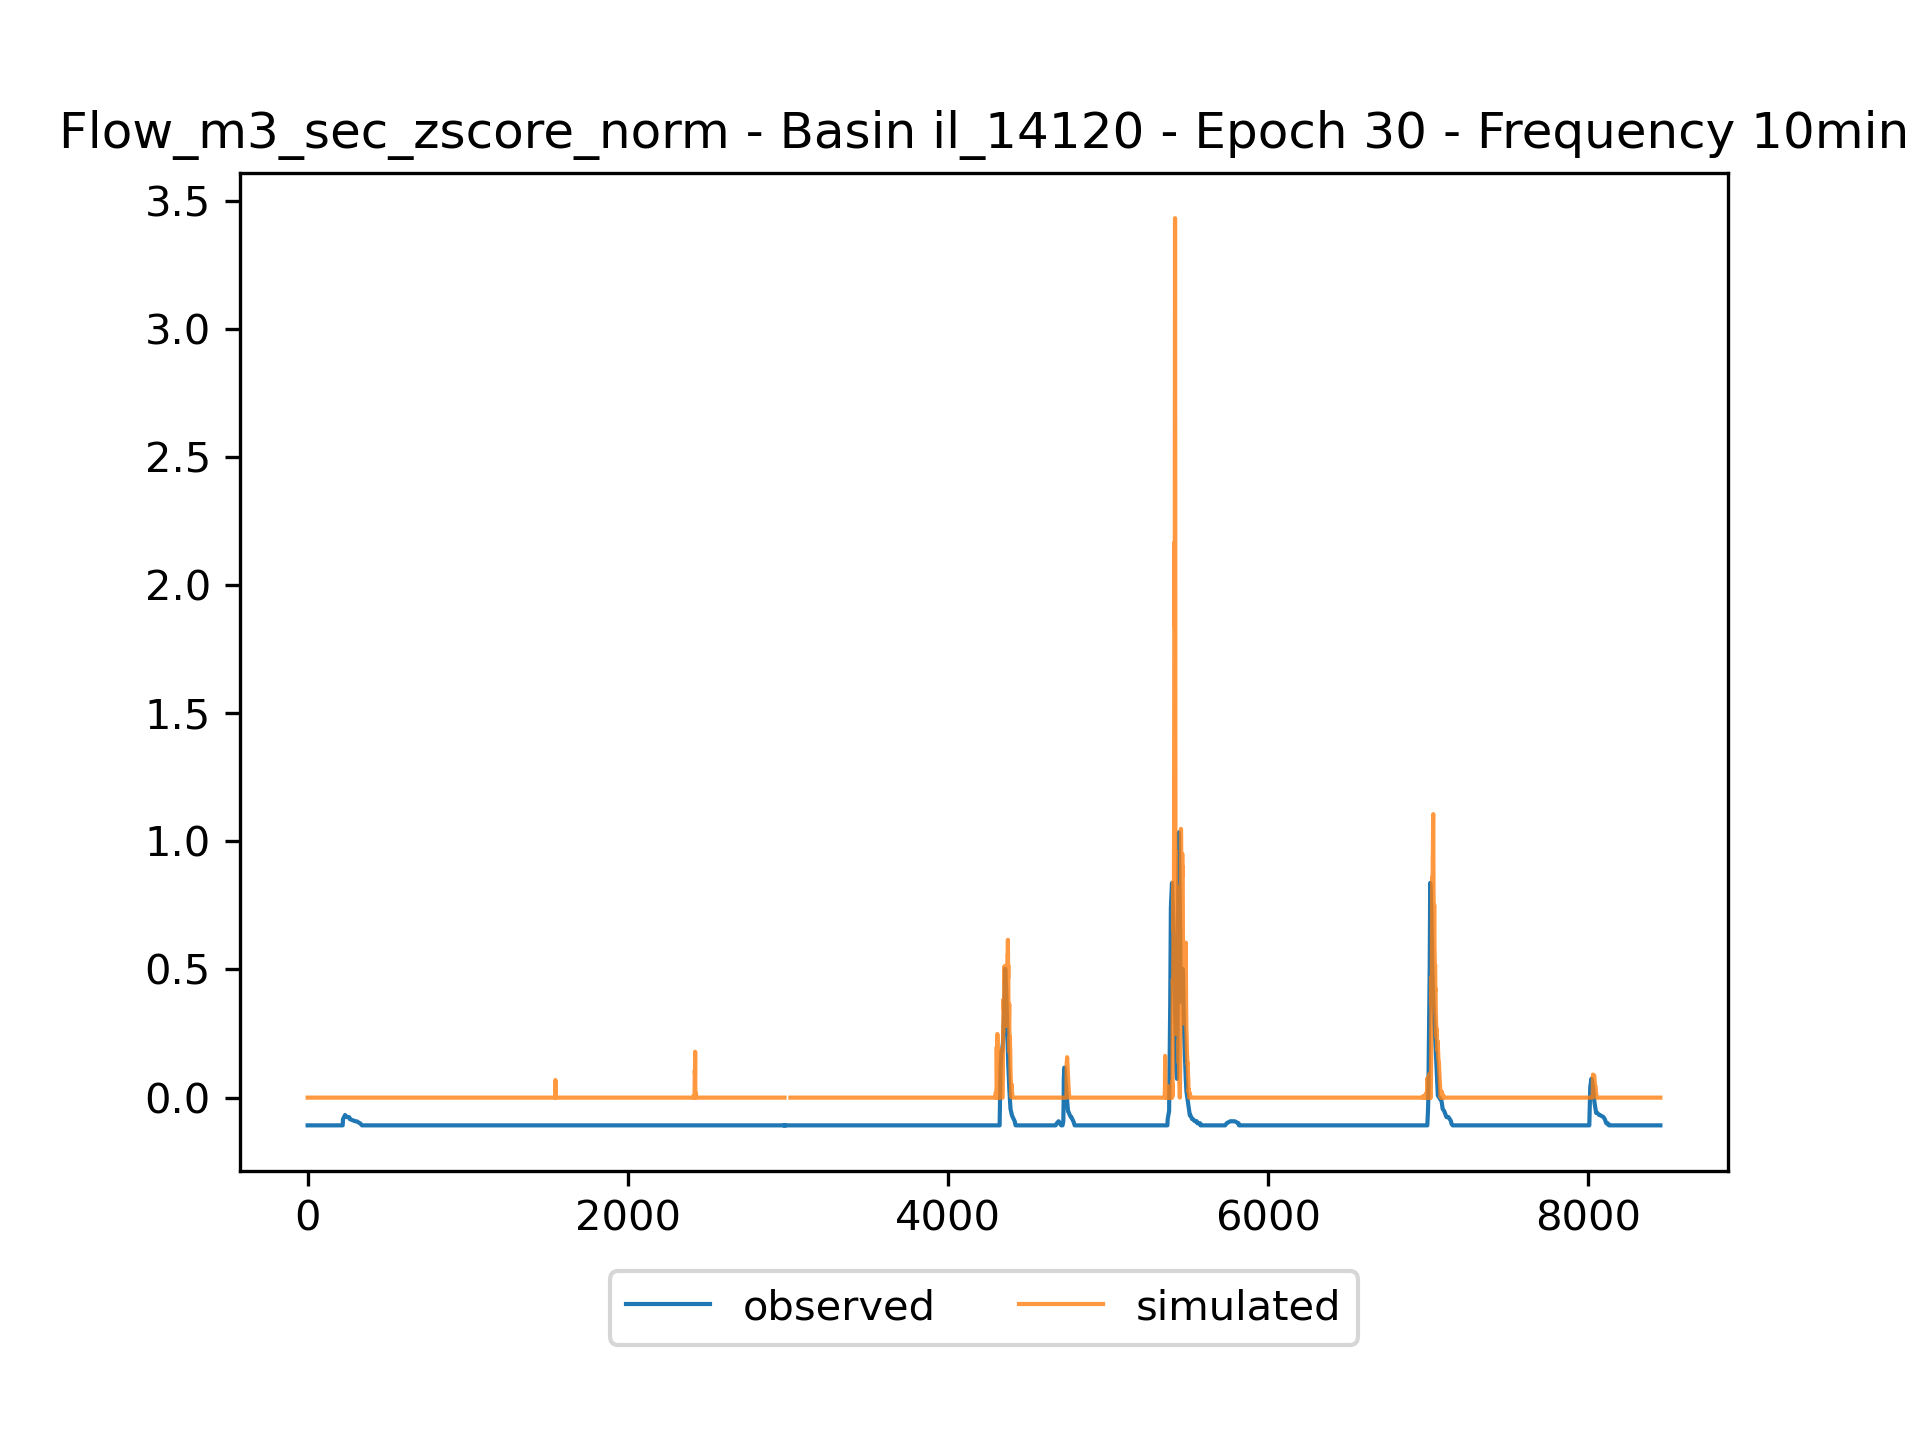 Flow_m3_sec_zscore_norm - Basin il_14120 - Epoch 30 - Frequency 10min
3.5
3.0
2.5
2.0
1.5
1.0
0.5
0.0
0 2000 4000 6000 8000
observed simulated